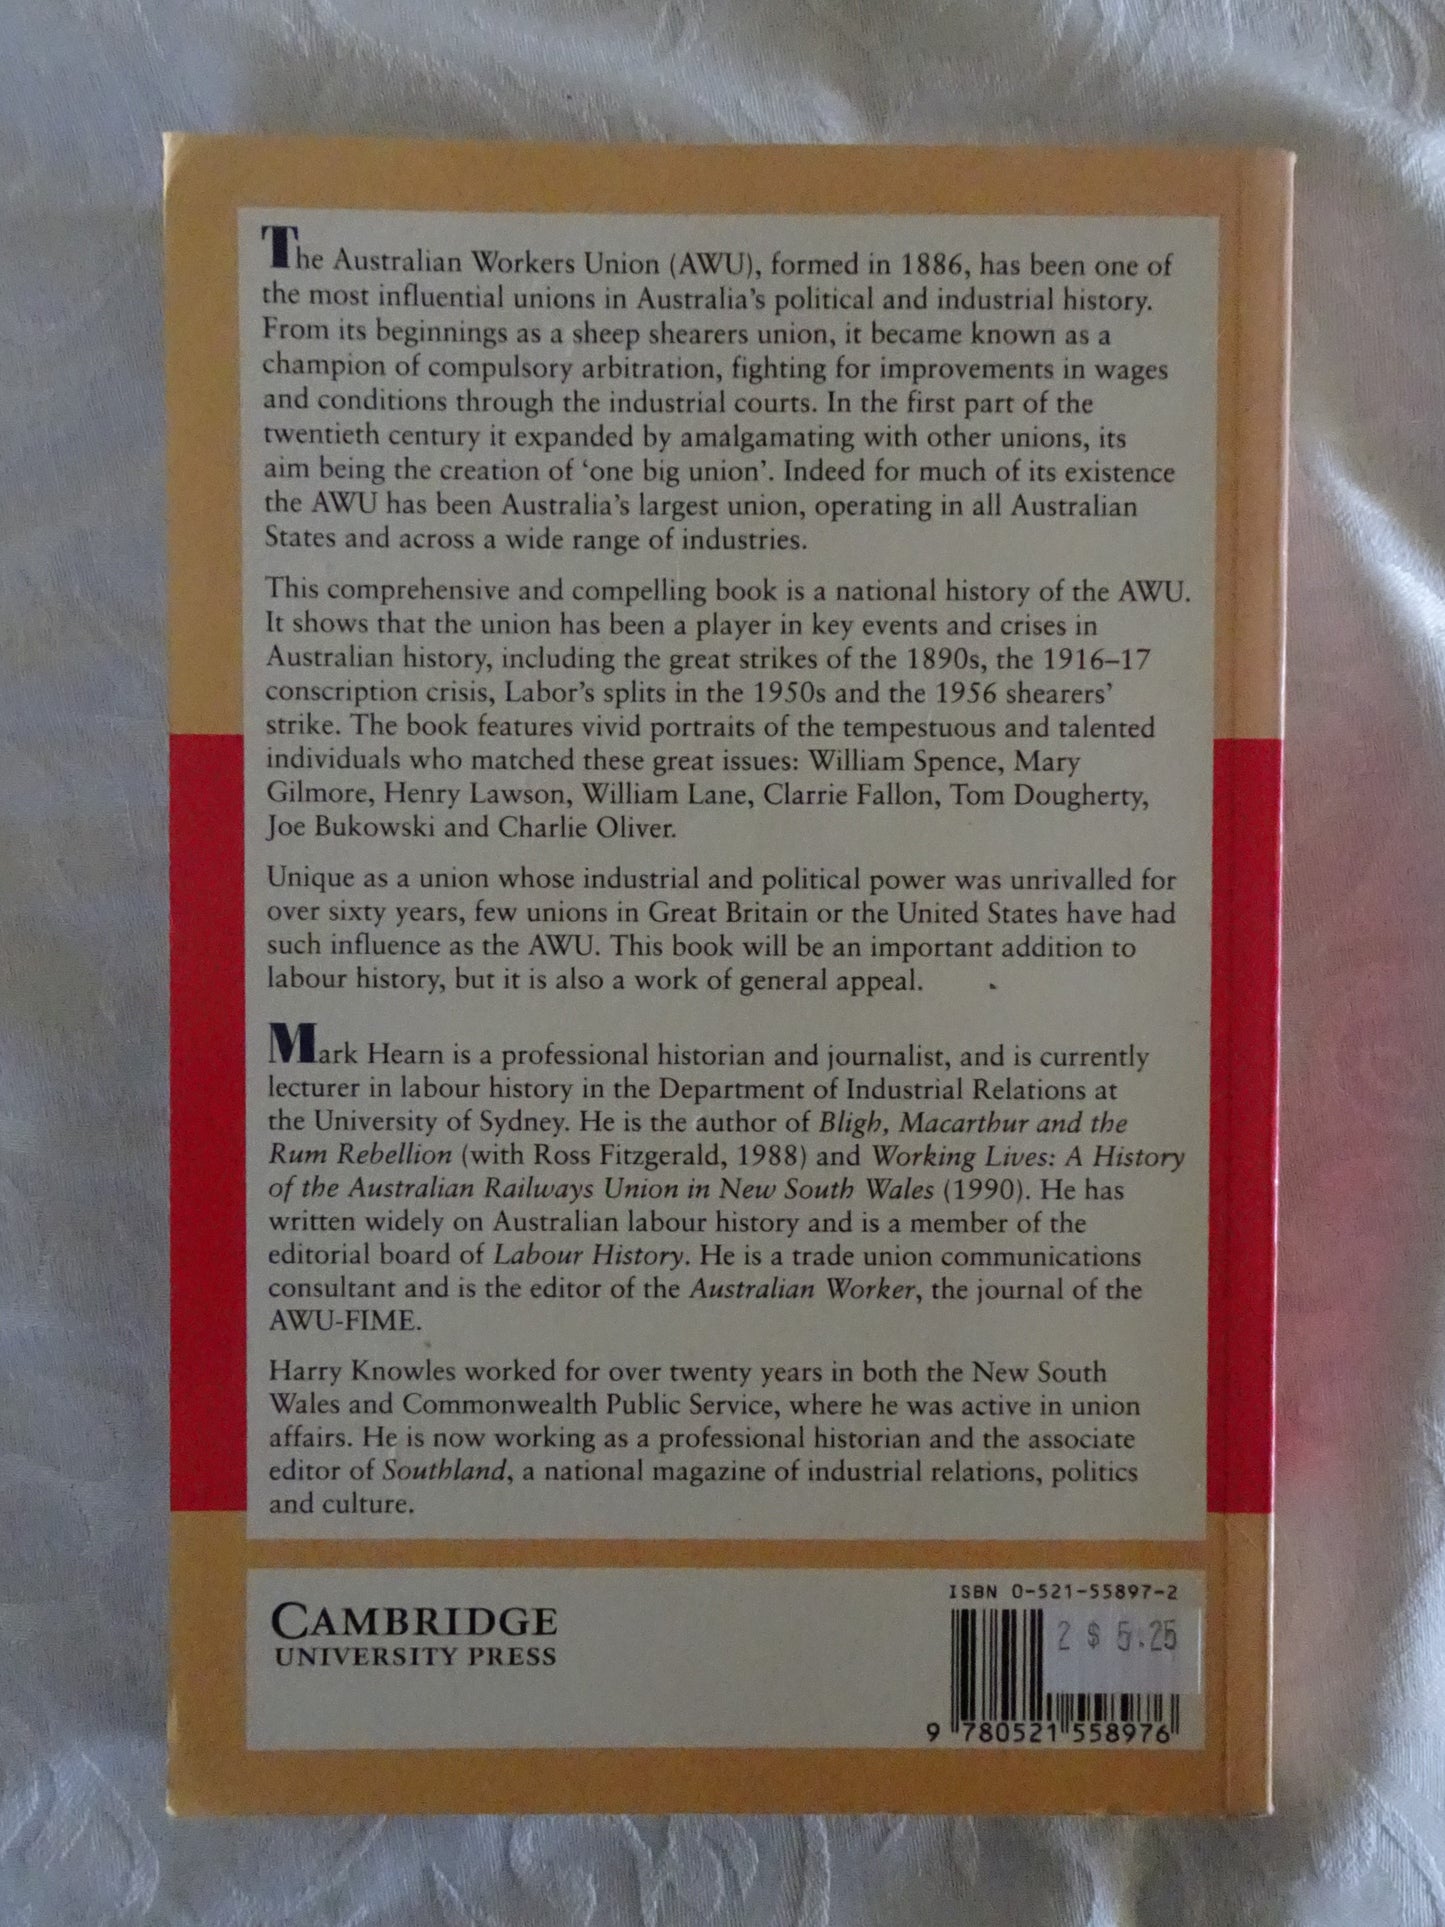 The Australian Workers Union (AWU), formed in 1886, has been one of
the most influential unions in Australia's political and industrial history.
From its beginnings as a sheep shearers union, it became known as a
champion of compulsory arbitration, fighting for improvements in wages
and conditions through the industrial courts. In the first part of the
twentieth century it expanded by amalgamating with other unions, its
aim being the creation of 'one big union'. Indeed for much of its existence
the AWU has been Australia's largest union, operating in all Australian
States and across a wide range of industries.
This comprehensive and compelling book is a national history of the AWU.
It shows that the union has been a player in key events and crises in
Australian history, including the great strikes of the 1890s, the 1916–17
conscription crisis, Labor's splits in the 1950s and the 1956 shearers'
strike. The book features vivid portraits of the tempestuous and talented
individuals who matched these great issues: William Spence, Mary
Gilmore, Henry Lawson, William Lane, Clarrie Fallon, Tom Dougherty,
Joe Bukowski and Charlie Oliver.
Unique as a union whose industrial and political power was unrivalled for
over sixty years, few unions in Great Britain or the United States have had
such influence as the AWU. This book will be an important addition to
labour history, but it is also a work of general appeal.
Mark Hearn is a professional historian and journalist, and is currently
lecturer in labour history in the Department of Industrial Relations at
the University of Sydney. He is the author of Bligh, Macarthur and the
Rum Rebellion (with Ross Fitzgerald, 1988) and Working Lives: A History
of the Australian Railways Union in New South Wales (1990). He has
written widely on Australian labour history and is a member of the
editorial board of Labour History. He is a trade union communications
consultant and is the editor of the Australian Worker, the journal of the
AWU-FIME.
Harry Knowles worked for over twenty years in both the New South
Wales and Commonwealth Public Service, where he was active in union
affairs. He is now working as a professional historian and the associate
editor of Southland, a national magazine of industrial relations, politics
and culture.
CAMBRIDGE
UNIVERSITY PRESS
ISBN 0-521-55897-2
2 $ 5.25
9 780521 558976